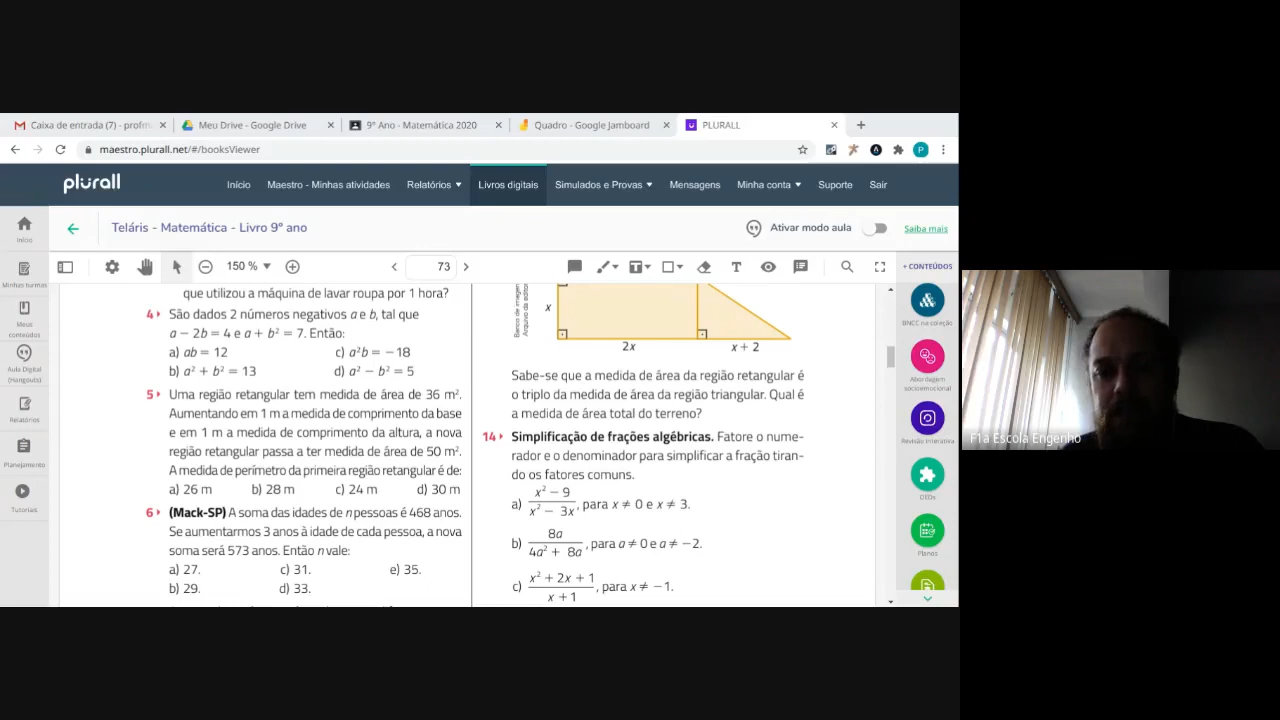 Caixa de entrada (7) - profm
Meu Drive - Google Drive
9º Ano - Matemática 2020
Quadro - Google Jamboard
PLURALL
maestro.plurall.net/#/booksViewer
plurall
Início
Maestro - Minhas atividades
Relatórios
Livros digitais
Simulados e Provas
Mensagens
Minha conta
Suporte
Sair
Teláris - Matemática - Livro 9º ano
Ativar modo aula
Saiba mais
150 %
73
+ CONTEÚDOS
Início
Minhas turmas
Meus conteúdos
Aula Digital (Hangouts)
Relatórios
Planejamento
Tutoriais
que utilizou a máquina de lavar roupa por 1 hora?
4 São dados 2 números negativos a e b, tal que
a − 2b = 4 e a + b² = 7. Então:
a) ab = 12 c) a²b = −18
b) a² + b² = 13 d) a² − b² = 5
5 Uma região retangular tem medida de área de 36 m².
Aumentando em 1 m a medida de comprimento da base
e em 1 m a medida de comprimento da altura, a nova
região retangular passa a ter medida de área de 50 m².
A medida de perímetro da primeira região retangular é de:
a) 26 m b) 28 m c) 24 m d) 30 m
6 (Mack-SP) A soma das idades de n pessoas é 468 anos.
Se aumentarmos 3 anos à idade de cada pessoa, a nova
soma será 573 anos. Então n vale:
a) 27. c) 31. e) 35.
b) 29. d) 33.
Banco de imagens
Arquivo da editora
x
2x x + 2
Sabe-se que a medida de área da região retangular é
o triplo da medida de área da região triangular. Qual é
a medida de área total do terreno?
14 Simplificação de frações algébricas. Fatore o nume-
rador e o denominador para simplificar a fração tiran-
do os fatores comuns.
a) x² − 9 / x² − 3x, para x ≠ 0 e x ≠ 3.
b) 8a / 4a² + 8a, para a ≠ 0 e a ≠ −2.
c) x² + 2x + 1 / x + 1, para x ≠ −1.
BNCC na coleção
Abordagem socioemocional
Revisão Interativa
OEDs
Planos
F1a Escola Engenho